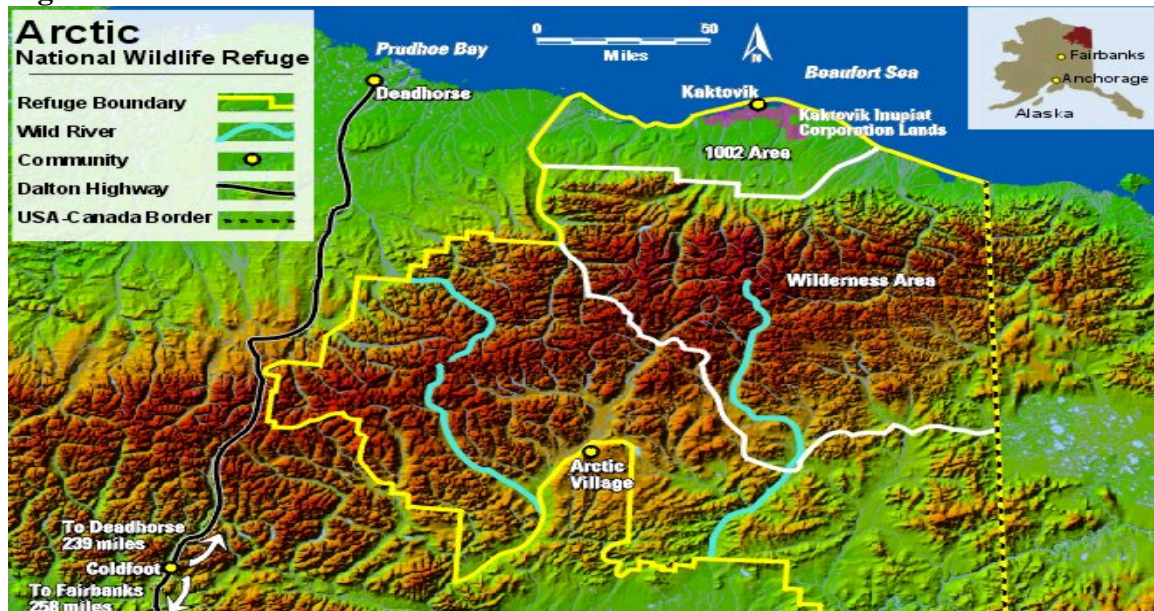 Arctic
National Wildlife Refuge
Refuge Boundary
Wild River
Community
Dalton Highway
USA-Canada Border
Prudhoe Bay
Deadhorse
0 50
Miles
N
Beaufort Sea
Kaktovik
Kaktovik Inupiat
Corporation Lands
1002 Area
Fairbanks
Anchorage
Alaska
Wilderness Area
Arctic
Village
To Deadhorse
239 miles
Coldfoot
To Fairbanks
258 miles